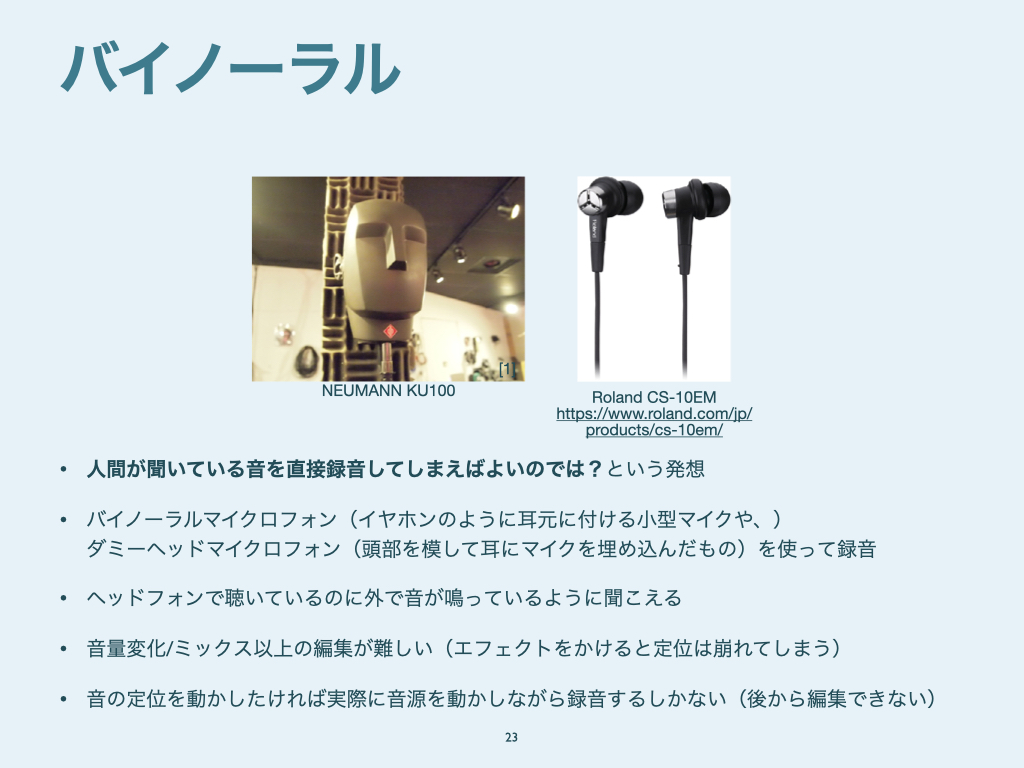 バイノーラル
[1]
NEUMANN KU100
Roland CS-10EM
https://www.roland.com/jp/
products/cs-10em/
• 人間が聞いている音を直接録音してしまえばよいのでは？という発想
• バイノーラルマイクロフォン（イヤホンのように耳元に付ける小型マイクや、）
ダミーヘッドマイクロフォン（頭部を模して耳にマイクを埋め込んだもの）を使って録音
• ヘッドフォンで聴いているのに外で音が鳴っているように聞こえる
• 音量変化/ミックス以上の編集が難しい（エフェクトをかけると定位は崩れてしまう）
• 音の定位を動かしたければ実際に音源を動かしながら録音するしかない（後から編集できない）
23